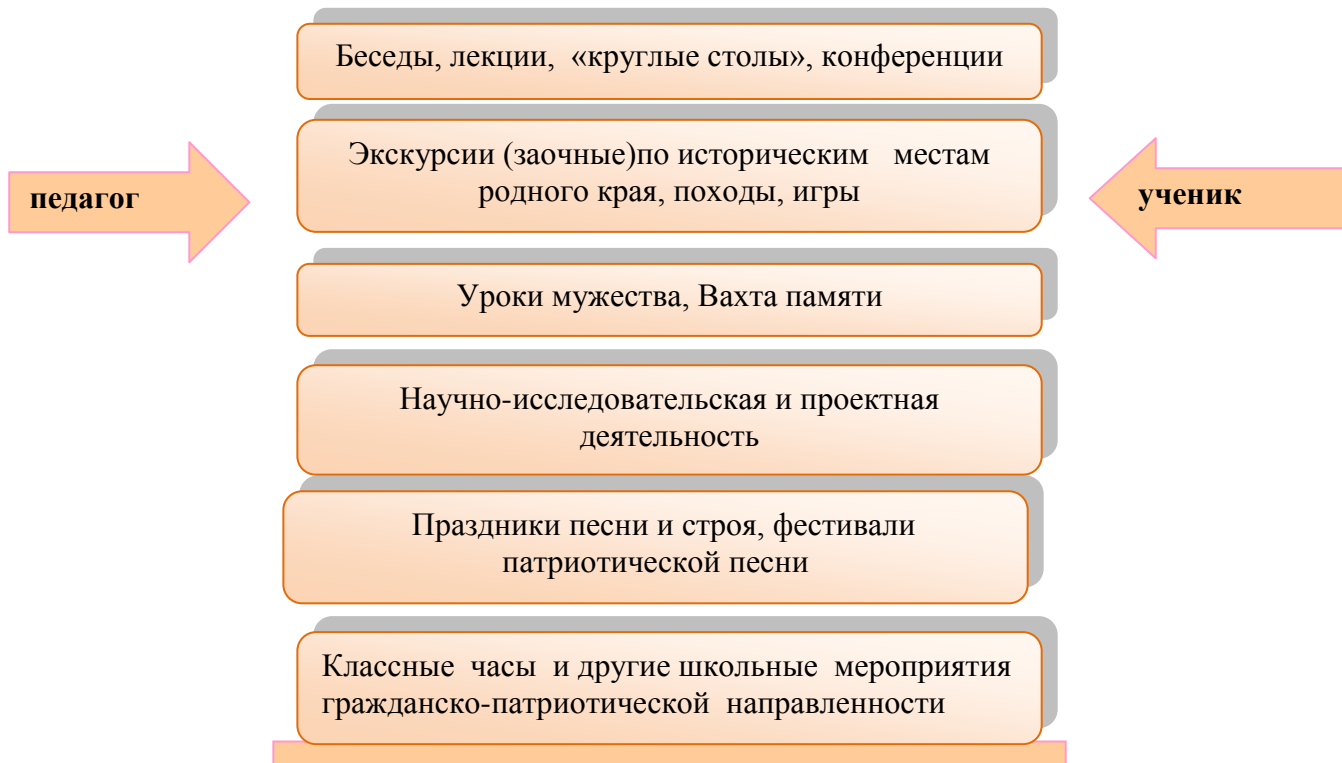 Беседы, лекции, «круглые столы», конференции
Экскурсии (заочные)по историческим местам
родного края, походы, игры
педагог
ученик
Уроки мужества, Вахта памяти
Научно-исследовательская и проектная
деятельность
Праздники песни и строя, фестивали
патриотической песни
Классные часы и другие школьные мероприятия
гражданско-патриотической направленности